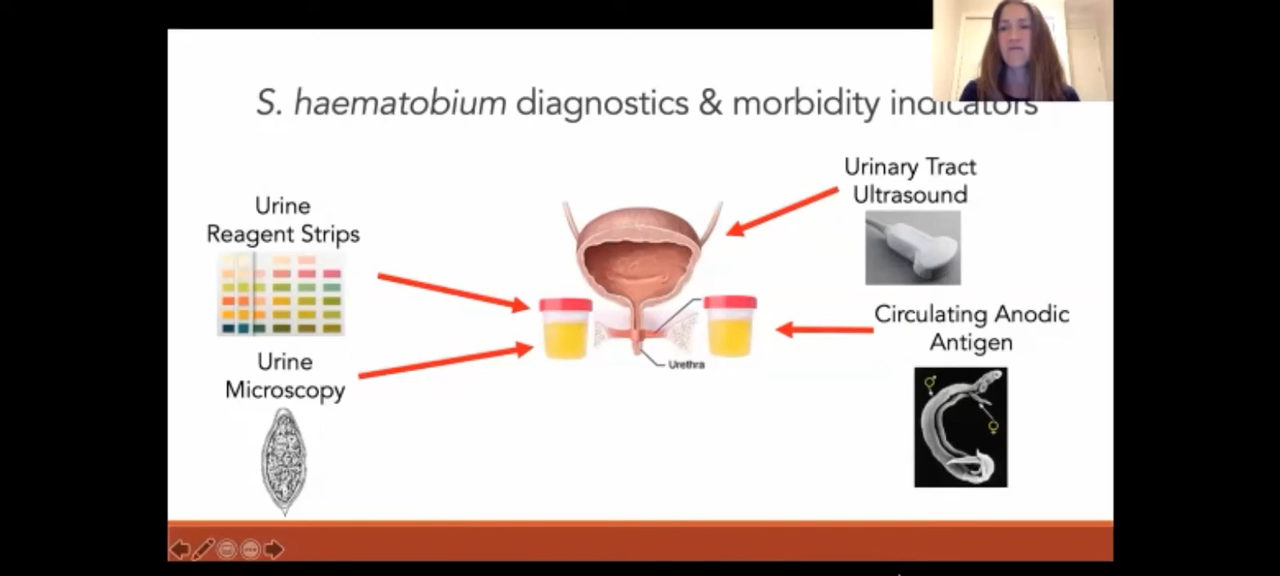 S. haematobium diagnostics & morbidity indicators
Urine
Reagent Strips
Urine
Microscopy
Urethra
Urinary Tract
Ultrasound
Circulating Anodic
Antigen
♂
♀